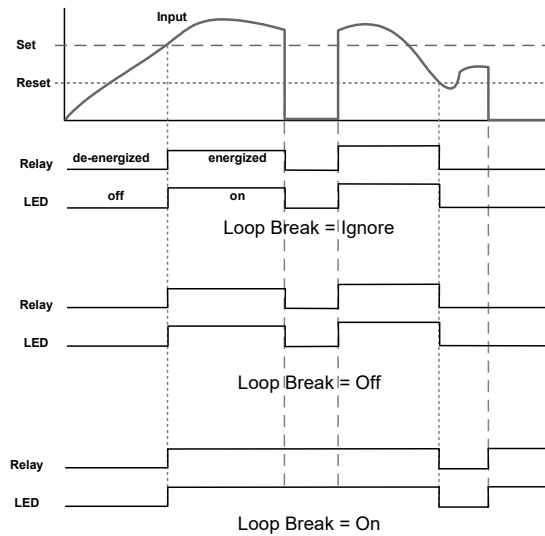 Input
Set
Reset
Relay de-energized energized
LED off on
Loop Break = Ignore
Relay
LED
Loop Break = Off
Relay
LED
Loop Break = On